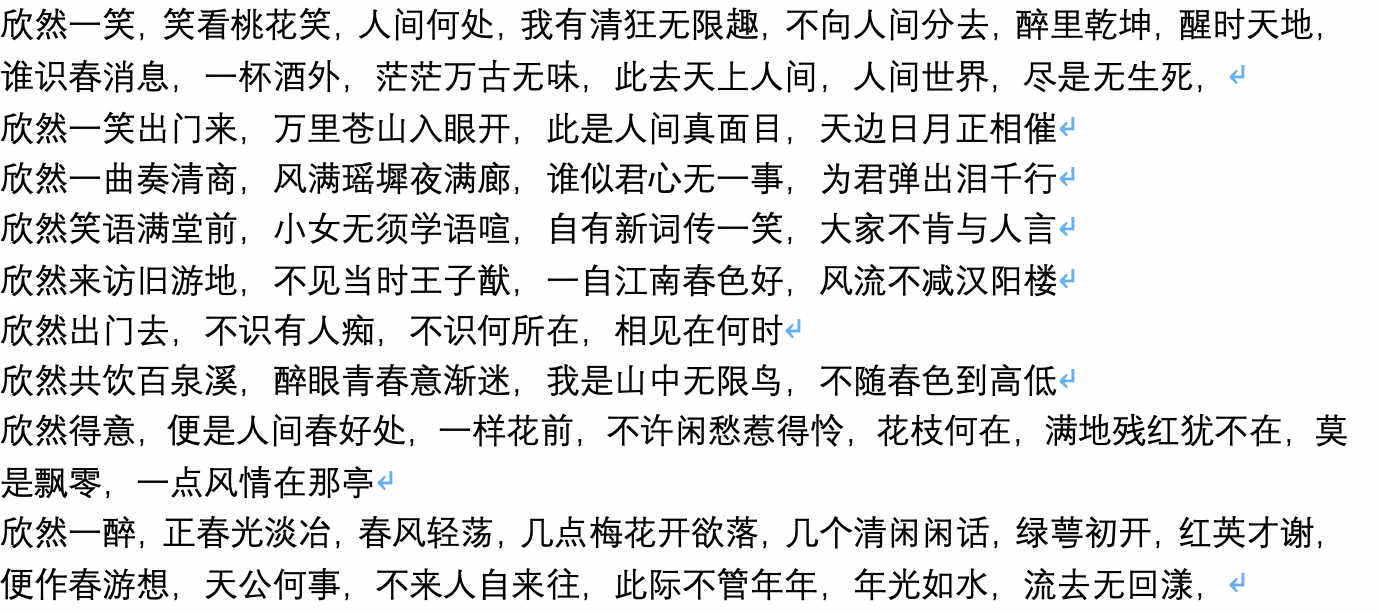 欣然一笑，笑看桃花笑，人间何处，我有清狂无限趣，不向人间分去，醉里乾坤，醒时天地，
谁识春消息，一杯酒外，茫茫万古无味，此去天上人间，人间世界，尽是无生死，↵
欣然一笑出门来，万里苍山入眼开，此是人间真面目，天边日月正相催↵
欣然一曲奏清商，风满瑶墀夜满廊，谁似君心无一事，为君弹出泪千行↵
欣然笑语满堂前，小女无须学语喧，自有新词传一笑，大家不肯与人言↵
欣然来访旧游地，不见当时王子猷，一自江南春色好，风流不减汉阳楼↵
欣然出门去，不识有人痴，不识何所在，相见在何时↵
欣然共饮百泉溪，醉眼青春意渐迷，我是山中无限鸟，不随春色到高低↵
欣然得意，便是人间春好处，一样花前，不许闲愁惹得怜，花枝何在，满地残红犹不在，莫
是飘零，一点风情在那亭↵
欣然一醉，正春光淡冶，春风轻荡，几点梅花开欲落，几个清闲闲话，绿萼初开，红英才谢，
便作春游想，天公何事，不来人自来往，此际不管年年，年光如水，流去无回漾，↵